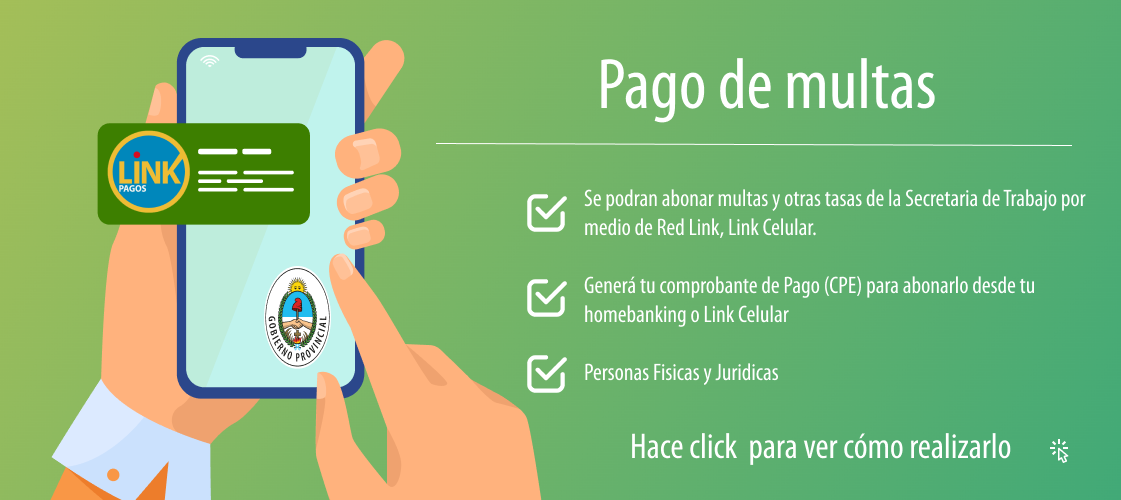 Pago de multas
LINK
PAGOS
Se podran abonar multas y otras tasas de la Secretaria de Trabajo por
medio de Red Link, Link Celular.
Generá tu comprobante de Pago (CPE) para abonarlo desde tu
homebanking o Link Celular
Personas Fisicas y Juridicas
GOBIERNO PROVINCIAL
Hace click para ver cómo realizarlo